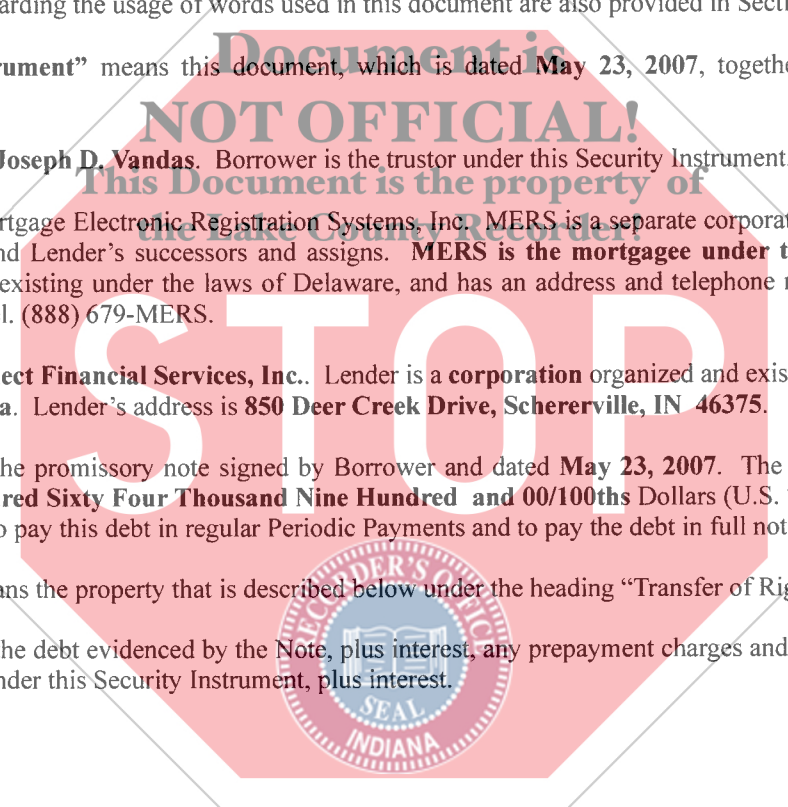 arding the usage of words used in this document are also provided in Secti
Document is
rument” means this document, which is dated May 23, 2007, togethe
NOT OFFICIAL!
Joseph D. Vandas. Borrower is the trustor under this Security Instrument.
This Document is the property of
rtgage Electronic Registration Systems, Inc. MERS is a separate corporat
the Lake County Recorder!
nd Lender’s successors and assigns. MERS is the mortgagee under t
existing under the laws of Delaware, and has an address and telephone n
l. (888) 679-MERS.
STOP
ect Financial Services, Inc.. Lender is a corporation organized and exis
a. Lender’s address is 850 Deer Creek Drive, Schererville, IN 46375.
he promissory note signed by Borrower and dated May 23, 2007. The
red Sixty Four Thousand Nine Hundred and 00/100ths Dollars (U.S.
o pay this debt in regular Periodic Payments and to pay the debt in full not
ans the property that is described below under the heading “Transfer of Rig
he debt evidenced by the Note, plus interest, any prepayment charges and
nder this Security Instrument, plus interest.
RECORDER'S OFFICE
SEAL
INDIANA